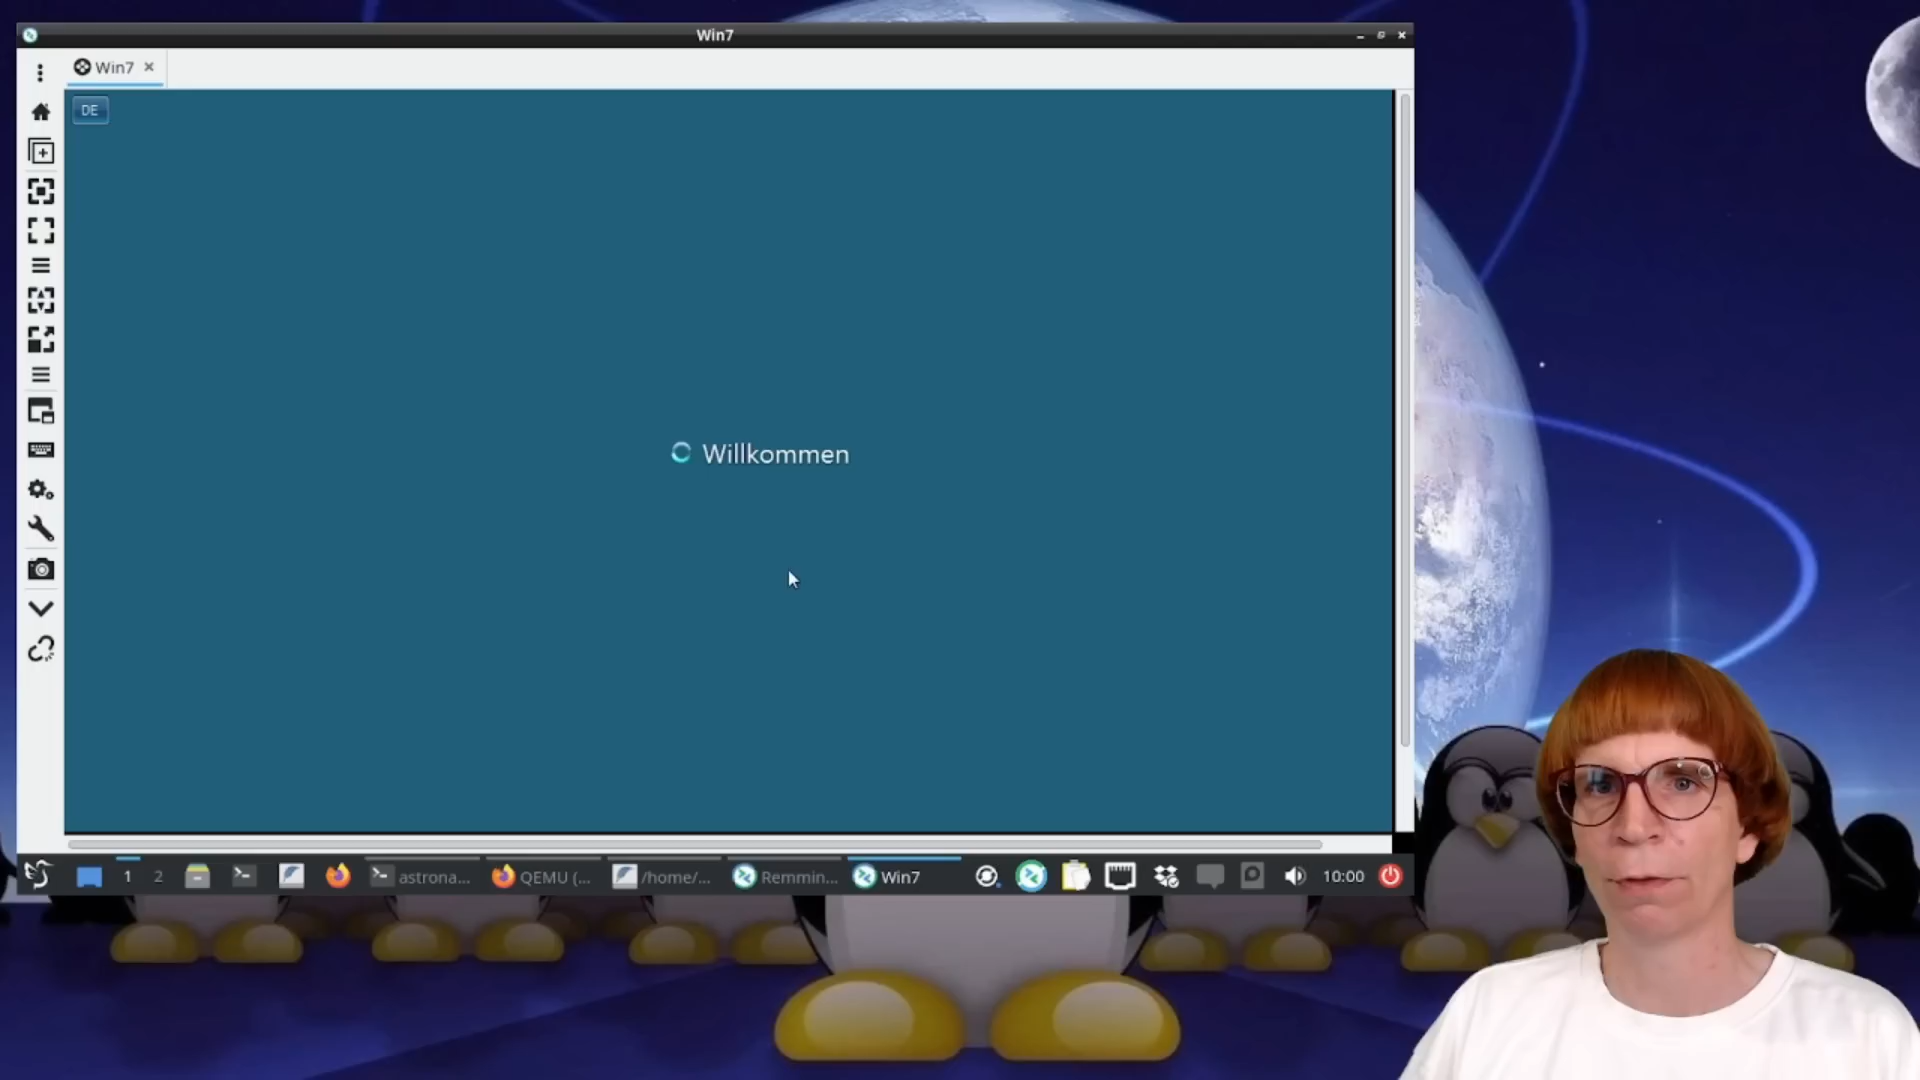 Win7
Win7
DE
Willkommen
1
2
astrona...
QEMU (...
/home/...
Remmin...
Win7
10:00